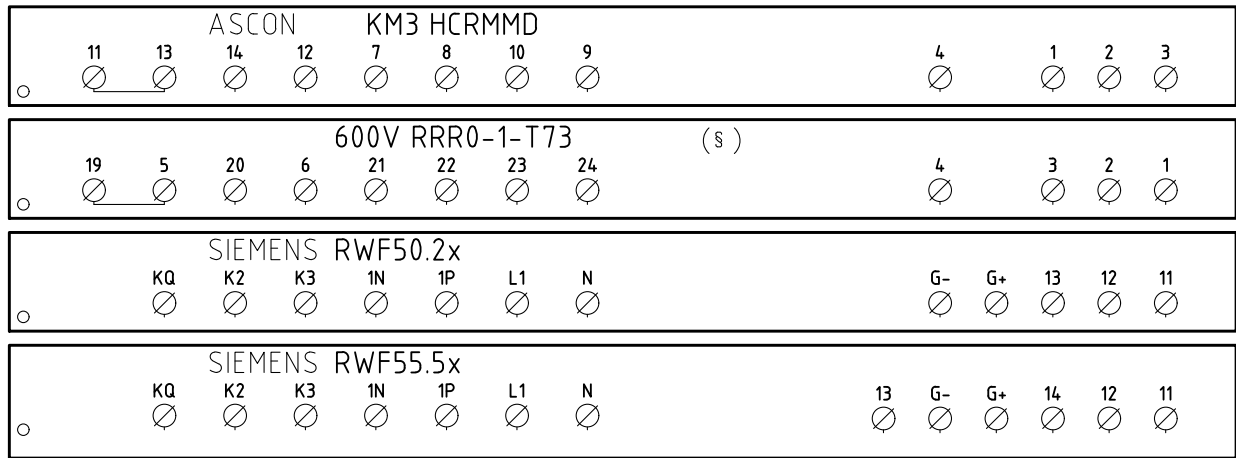 ASCON KM3 HCRMMD
11 13 14 12 7 8 10 9 4 1 2 3
600V RRR0-1-T73 (§)
19 5 20 6 21 22 23 24 4 3 2 1
SIEMENS RWF50.2x
KQ K2 K3 1N 1P L1 N G- G+ 13 12 11
SIEMENS RWF55.5x
KQ K2 K3 1N 1P L1 N 13 G- G+ 14 12 11